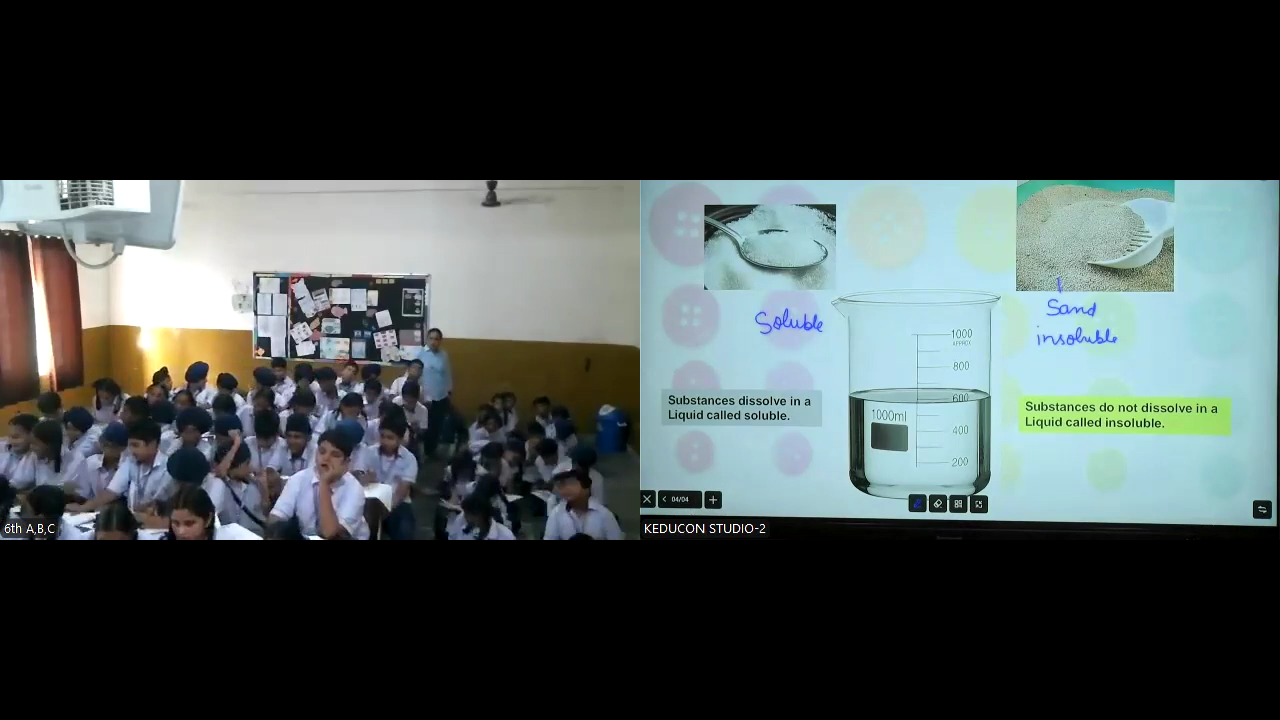 6th A,B,C
Soluble
Substances dissolve in a
Liquid called soluble.
1000
APPROX
800
600
1000ml
400
200
Sand
insoluble
Substances do not dissolve in a
Liquid called insoluble.
04/04
KEDUCON STUDIO-2